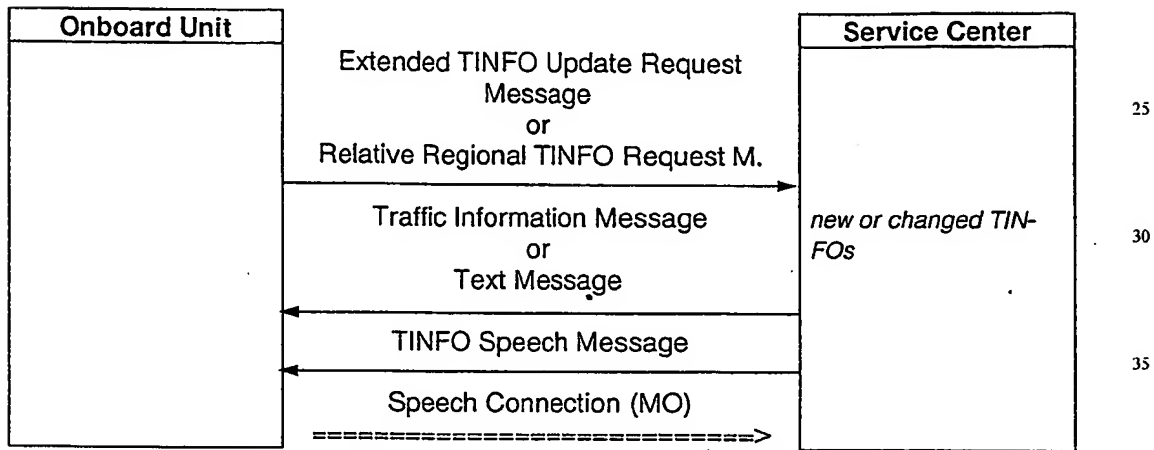 Onboard Unit
Service Center
Extended TINFO Update Request
Message
or
Relative Regional TINFO Request M.
25
Traffic Information Message
or
Text Message
new or changed TIN-
FOs
30
TINFO Speech Message
35
Speech Connection (MO)
============================>